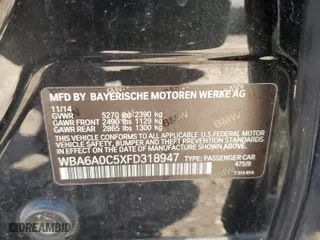 MFD BY BAYERISCHE MOTOREN WERKE AG
11/14
GVWR 5270 lbs 2390 kg
GAWR FRONT 2490 lbs 1129 kg
GAWR REAR 2865 lbs 1300 kg
THIS VEHICLE CONFORMS TO ALL APPLICABLE
FEDERAL MOTOR VEHICLE SAFETY,
BUMPER AND THEFT PREVENTION STANDARDS
IN EFFECT ON THE DATE OF MANUFACTURE SHOWN ABOVE.
WBA6A0C5XFD318947 TYPE: PASSENGER CAR
475/9
DREAMBID